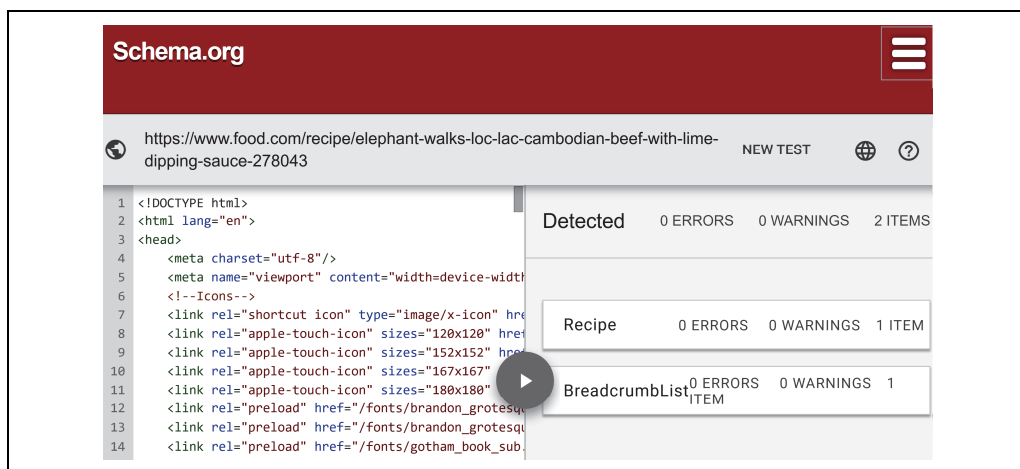 Schema.org
https://www.food.com/recipe/elephant-walks-loc-lac-cambodian-beef-with-lime-
dipping-sauce-278043
NEW TEST
1 <!DOCTYPE html>
2 <html lang="en">
3 <head>
4 <meta charset="utf-8"/>
5 <meta name="viewport" content="width=device-width
6 <!--Icons-->
7 <link rel="shortcut icon" type="image/x-icon" hre
8 <link rel="apple-touch-icon" sizes="120x120" href
9 <link rel="apple-touch-icon" sizes="152x152" href
10 <link rel="apple-touch-icon" sizes="167x167"
11 <link rel="apple-touch-icon" sizes="180x180"
12 <link rel="preload" href="/fonts/brandon_grotesqu
13 <link rel="preload" href="/fonts/brandon_grotesqu
14 <link rel="preload" href="/fonts/gotham_book_sub.
Detected 0 ERRORS 0 WARNINGS 2 ITEMS
Recipe 0 ERRORS 0 WARNINGS 1 ITEM
BreadcrumbList 0 ERRORS 0 WARNINGS 1
ITEM